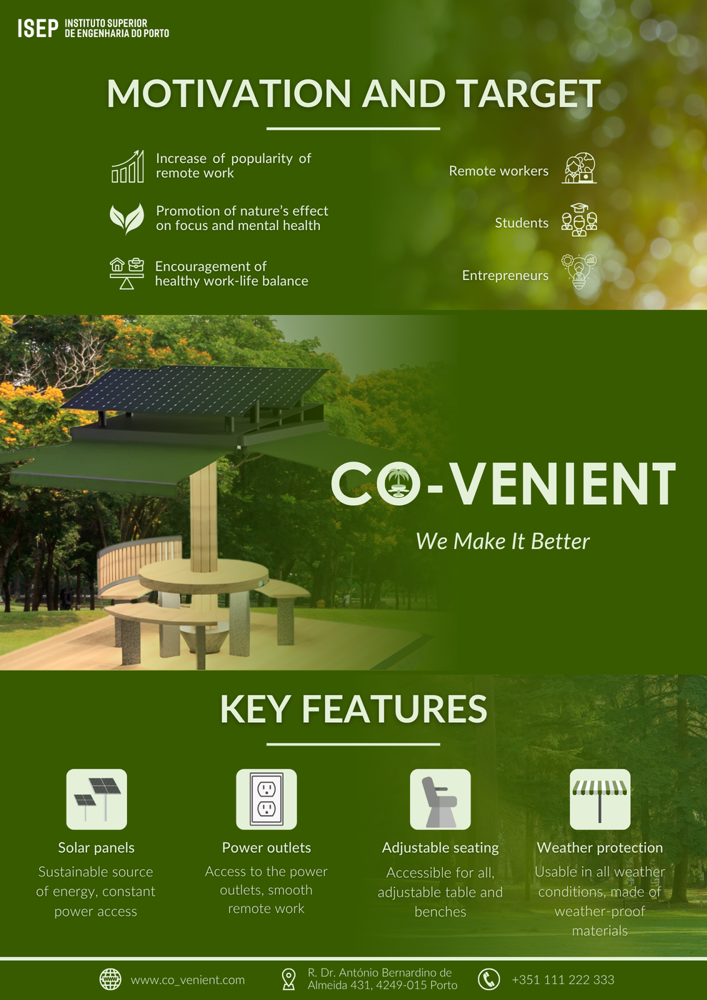 ISEP
INSTITUTO SUPERIOR
DE ENGENHARIA DO PORTO
MOTIVATION AND TARGET
Increase of popularity of
remote work
Promotion of nature's effect
on focus and mental health
Encouragement of
healthy work-life balance
Remote workers
Students
Entrepreneurs
CO-VENIENT
We Make It Better
KEY FEATURES
Solar panels
Sustainable source
of energy, constant
power access
Power outlets
Access to the power
outlets, smooth
remote work
Adjustable seating
Accessible for all,
adjustable table and
benches
Weather protection
Usable in all weather
conditions, made of
weather-proof
materials
www.co_venient.com
R. Dr. António Bernardino de
Almeida 431, 4249-015 Porto
+351 111 222 333